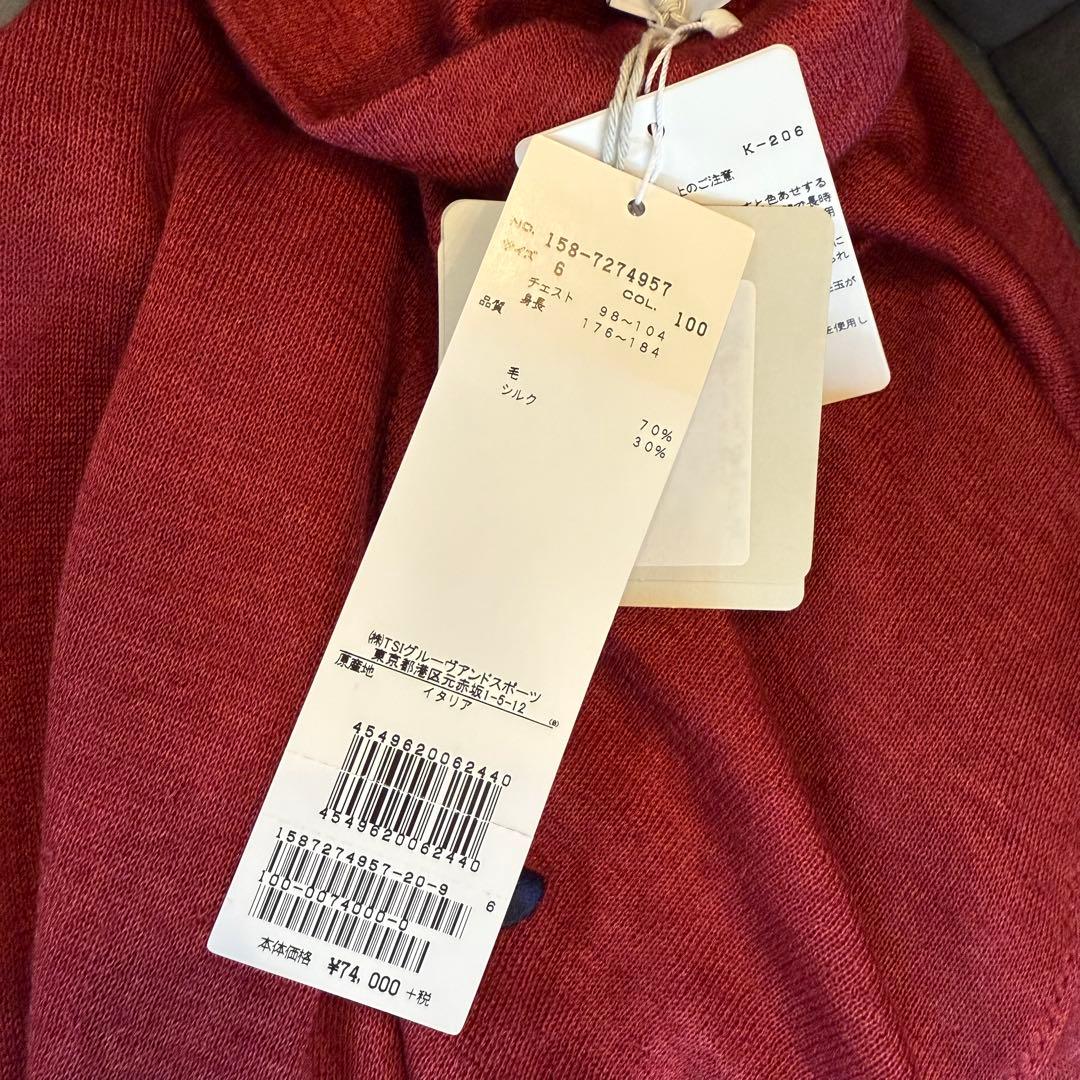 K-206
上のご注意
と色あせする
で長時
用
に
られ
毛玉が
を使用し
NO. 158-7274957
サイズ 6 COL. 100
チェスト 98~104
身長 176~184
品質
毛 70%
シルク 30%
㈱TSIグルーヴアンドスポーツ
東京都港区元赤坂1-5-12
原産地 イタリア
(B)
4549620062440
4549620062440
1587274957-20-9
6
100-0074000-0
本体価格 ¥74,000 +税